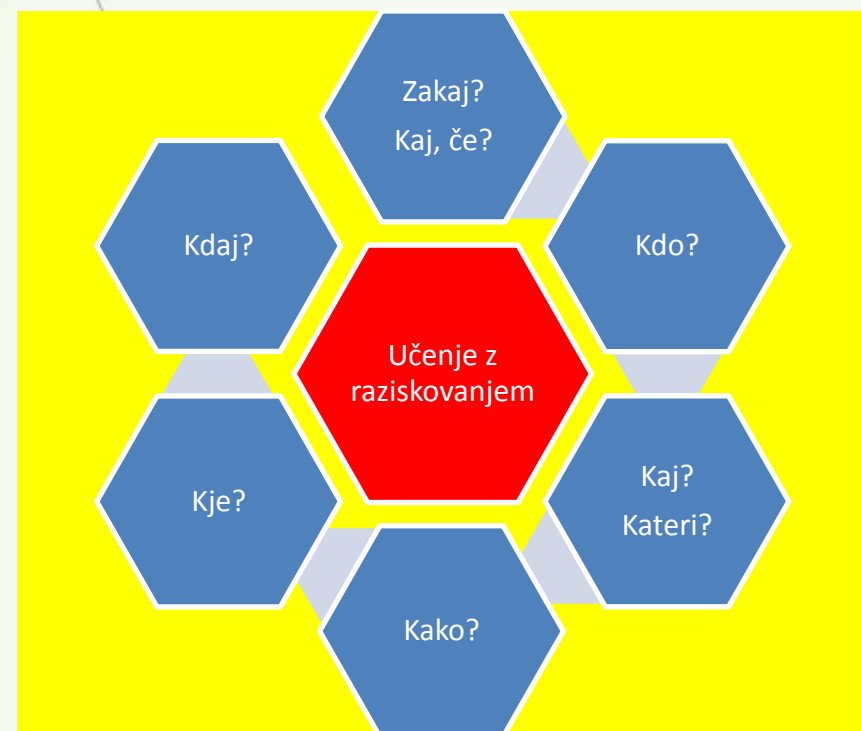 Zakaj?
Kaj, če?
Kdaj?
Kdo?
Učenje z
raziskovanjem
Kje?
Kaj?
Kateri?
Kako?